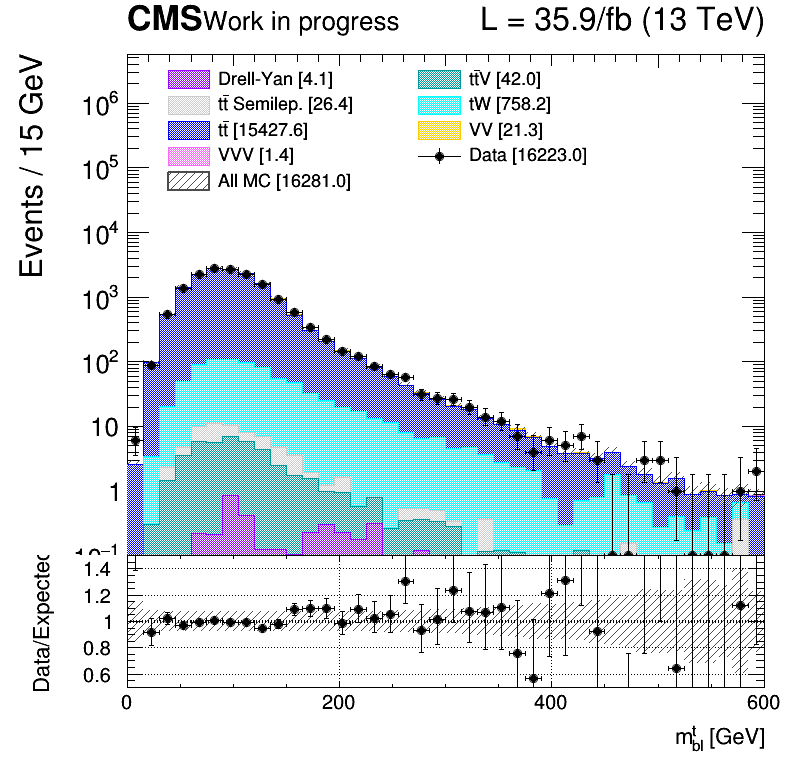 CMS Work in progress L = 35.9/fb (13 TeV)
Events / 15 GeV
Drell-Yan [4.1]
tt̄ Semilep. [26.4]
tt̄ [15427.6]
VVV [1.4]
All MC [16281.0]
tt̄V [42.0]
tW [758.2]
VV [21.3]
Data [16223.0]
10⁶
10⁵
10⁴
10³
10²
10
1
10⁻¹
Data/Expected
1.4
1.2
1
0.8
0.6
0 200 400 600
mᵗbl [GeV]